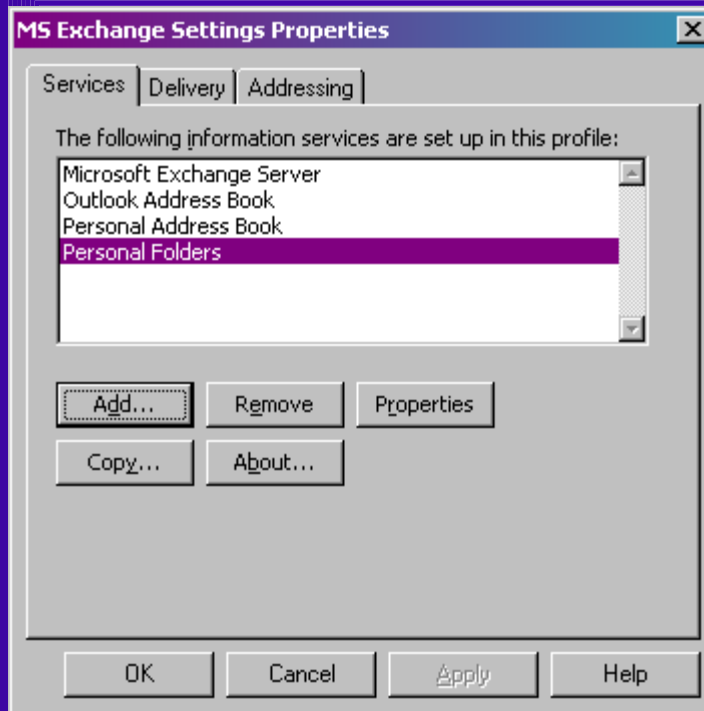 MS Exchange Settings Properties
Services Delivery Addressing
The following information services are set up in this profile:
Microsoft Exchange Server
Outlook Address Book
Personal Address Book
Personal Folders
Add... Remove Properties
Copy... About...
OK Cancel Apply Help